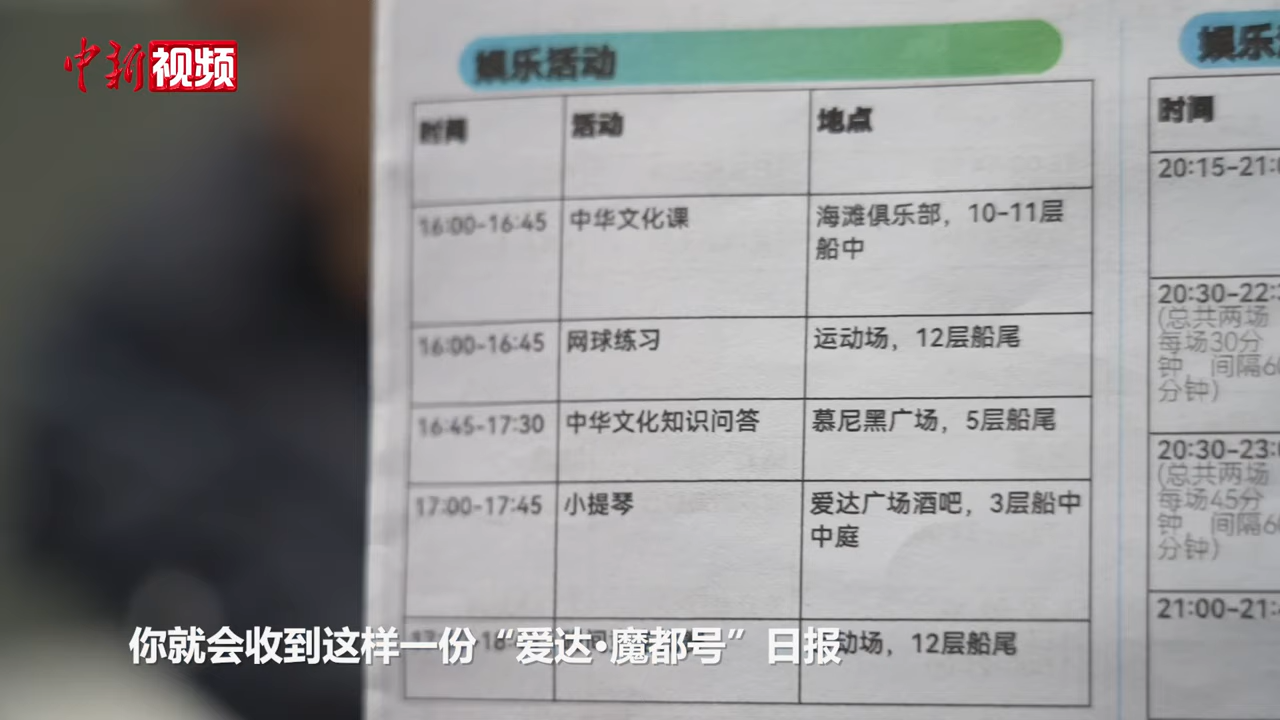 中新视频
娱乐活动
时间 活动 地点
16:00-16:45 中华文化课 海滩俱乐部，10-11层
船中
16:00-16:45 网球练习 运动场，12层船尾
16:45-17:30 中华文化知识问答 慕尼黑广场，5层船尾
17:00-17:45 小提琴 爱达广场酒吧，3层船中
中庭
动场，12层船尾
娱乐
时间
20:15-21:
20:30-22:
(总共两场
每场30分
钟，间隔6
分钟)
20:30-23:
(总共两场
每场45分
钟，间隔6
分钟)
21:00-21:
你就会收到这样一份“爱达·魔都号”日报